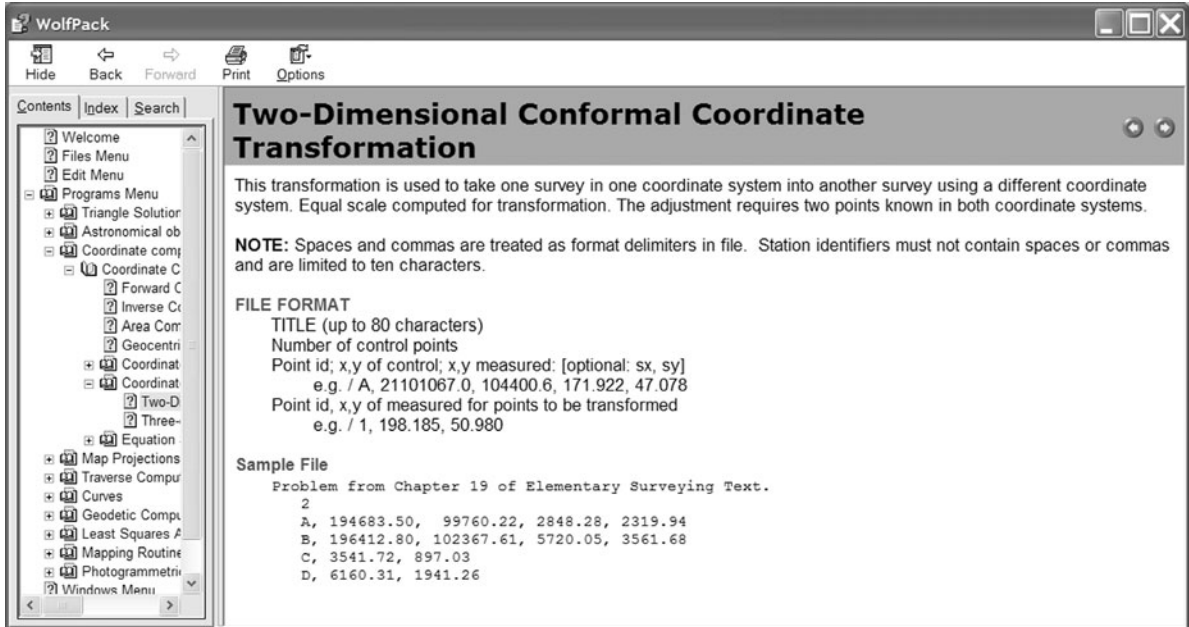 WolfPack
Hide Back Forward Print Options
Contents Index Search
Welcome
Files Menu
Edit Menu
Programs Menu
Triangle Solution
Astronomical ob
Coordinate comp
Coordinate C
Forward C
Inverse Co
Area Com
Geocentri
Coordinat
Coordinat
Two-D
Three-
Equation
Map Projections
Traverse Comput
Curves
Geodetic Compu
Least Squares A
Mapping Routine
Photogrammetri
Windows Menu
Two-Dimensional Conformal Coordinate
Transformation
This transformation is used to take one survey in one coordinate system into another survey using a different coordinate
system. Equal scale computed for transformation. The adjustment requires two points known in both coordinate systems.
NOTE: Spaces and commas are treated as format delimiters in file. Station identifiers must not contain spaces or commas
and are limited to ten characters.
FILE FORMAT
TITLE (up to 80 characters)
Number of control points
Point id; x,y of control; x,y measured: [optional: sx, sy]
e.g. / A, 21101067.0, 104400.6, 171.922, 47.078
Point id, x,y of measured for points to be transformed
e.g. / 1, 198.185, 50.980
Sample File
Problem from Chapter 19 of Elementary Surveying Text.
2
A, 194683.50, 99760.22, 2848.28, 2319.94
B, 196412.80, 102367.61, 5720.05, 3561.68
C, 3541.72, 897.03
D, 6160.31, 1941.26